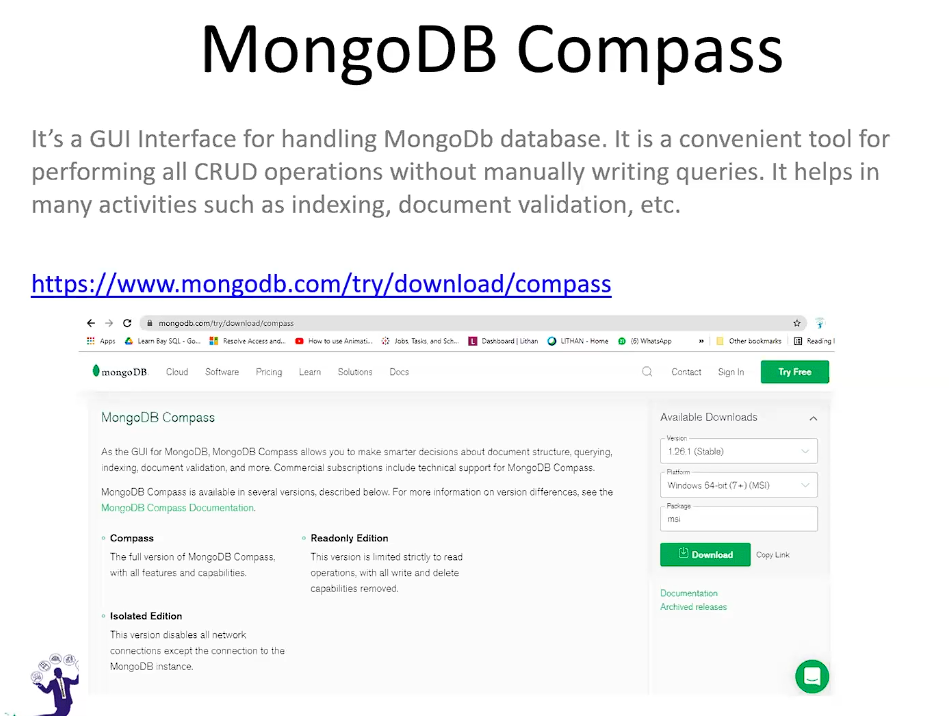 MongoDB Compass
It's a GUI Interface for handling MongoDb database. It is a convenient tool for
performing all CRUD operations without manually writing queries. It helps in
many activities such as indexing, document validation, etc.
https://www.mongodb.com/try/download/compass
mongodb.com/try/download/compass
Apps Learn Bay SQL - Go... Resolve Access and... How to use Animati... Jobs, Tasks, and Sch... Dashboard | Lithan LITHAN - Home (6) WhatsApp » Other bookmarks Reading l
mongoDB. Cloud Software Pricing Learn Solutions Docs Contact Sign In Try Free
MongoDB Compass
As the GUI for MongoDB, MongoDB Compass allows you to make smarter decisions about document structure, querying,
indexing, document validation, and more. Commercial subscriptions include technical support for MongoDB Compass.
MongoDB Compass is available in several versions, described below. For more information on version differences, see the
MongoDB Compass Documentation.
Compass
The full version of MongoDB Compass,
with all features and capabilities.
Readonly Edition
This version is limited strictly to read
operations, with all write and delete
capabilities removed.
Isolated Edition
This version disables all network
connections except the connection to the
MongoDB instance.
Available Downloads
Version
1.26.1 (Stable)
Platform
Windows 64-bit (7+) (MSI)
Package
msi
Download Copy Link
Documentation
Archived releases